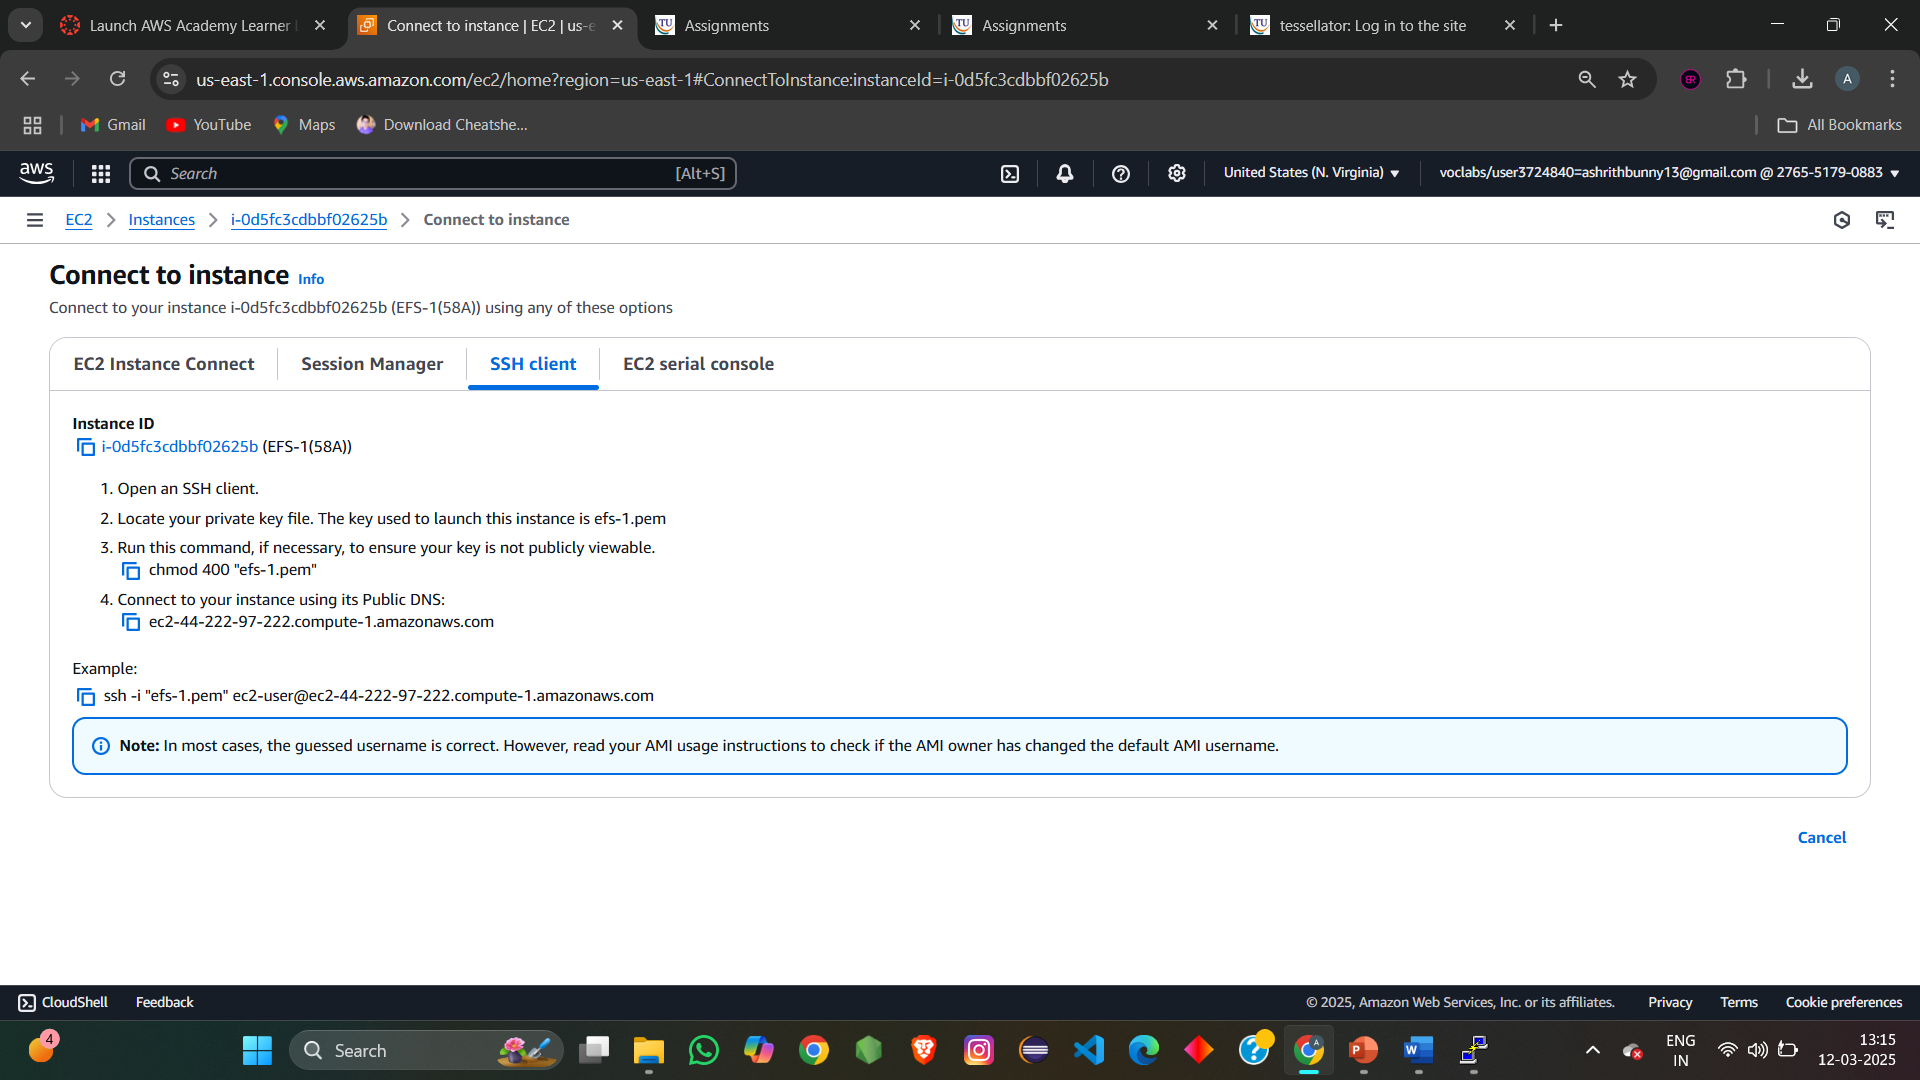 Launch AWS Academy Learner
Connect to instance | EC2 | us-e
Assignments
Assignments
tessellator: Log in to the site
us-east-1.console.aws.amazon.com/ec2/home?region=us-east-1#ConnectToInstance:instanceId=i-0d5fc3cdbbf02625b
A
Gmail
YouTube
Maps
Download Cheatshe...
All Bookmarks
aws
Search
[Alt+S]
United States (N. Virginia)
voclabs/user3724840=ashrithbunny13@gmail.com @ 2765-5179-0883
EC2
Instances
i-0d5fc3cdbbf02625b
Connect to instance
Connect to instance Info
Connect to your instance i-0d5fc3cdbbf02625b (EFS-1(58A)) using any of these options
EC2 Instance Connect
Session Manager
SSH client
EC2 serial console
Instance ID
i-0d5fc3cdbbf02625b (EFS-1(58A))
1. Open an SSH client.
2. Locate your private key file. The key used to launch this instance is efs-1.pem
3. Run this command, if necessary, to ensure your key is not publicly viewable.
chmod 400 "efs-1.pem"
4. Connect to your instance using its Public DNS:
ec2-44-222-97-222.compute-1.amazonaws.com
Example:
ssh -i "efs-1.pem" ec2-user@ec2-44-222-97-222.compute-1.amazonaws.com
Note: In most cases, the guessed username is correct. However, read your AMI usage instructions to check if the AMI owner has changed the default AMI username.
Cancel
CloudShell
Feedback
© 2025, Amazon Web Services, Inc. or its affiliates.
Privacy
Terms
Cookie preferences
4
Search
ENG
IN
13:15
12-03-2025